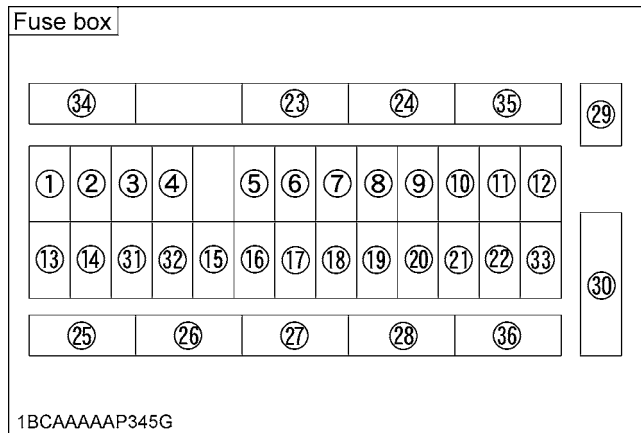 Fuse box
㉞ ㉓ ㉔ ㉟ ㉙
① ② ③ ④ ⑤ ⑥ ⑦ ⑧ ⑨ ⑩ ⑪ ⑫
⑬ ⑭ ㉛ ㉜ ⑮ ⑯ ⑰ ⑱ ⑲ ⑳ ㉑ ㉒ ㉝ ㉚
㉕ ㉖ ㉗ ㉘ ㊱
1BCAAAAAP345G